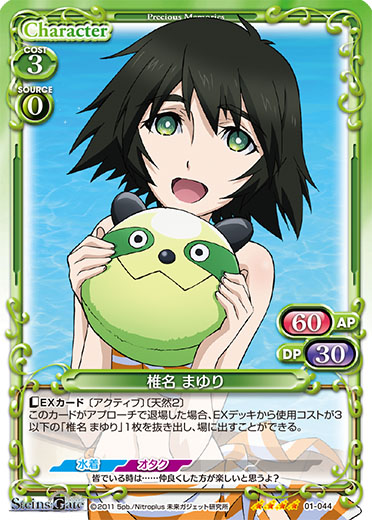 Precious Memories
Character
COST
3
SOURCE
0
60 AP
DP 30
椎名 まゆり
EXカード 〔アクティブ〕〔天然2〕
このカードがアプローチで退場した場合、EXデッキから使用コストが3
以下の「椎名 まゆり」1枚を抜き出し、場に出すことができる。
水着 オタク
皆でいる時は……仲良くした方が楽しいと思うよ？
Steins;Gate
©2011 5pb./Nitroplus 未来ガジェット研究所
01-044